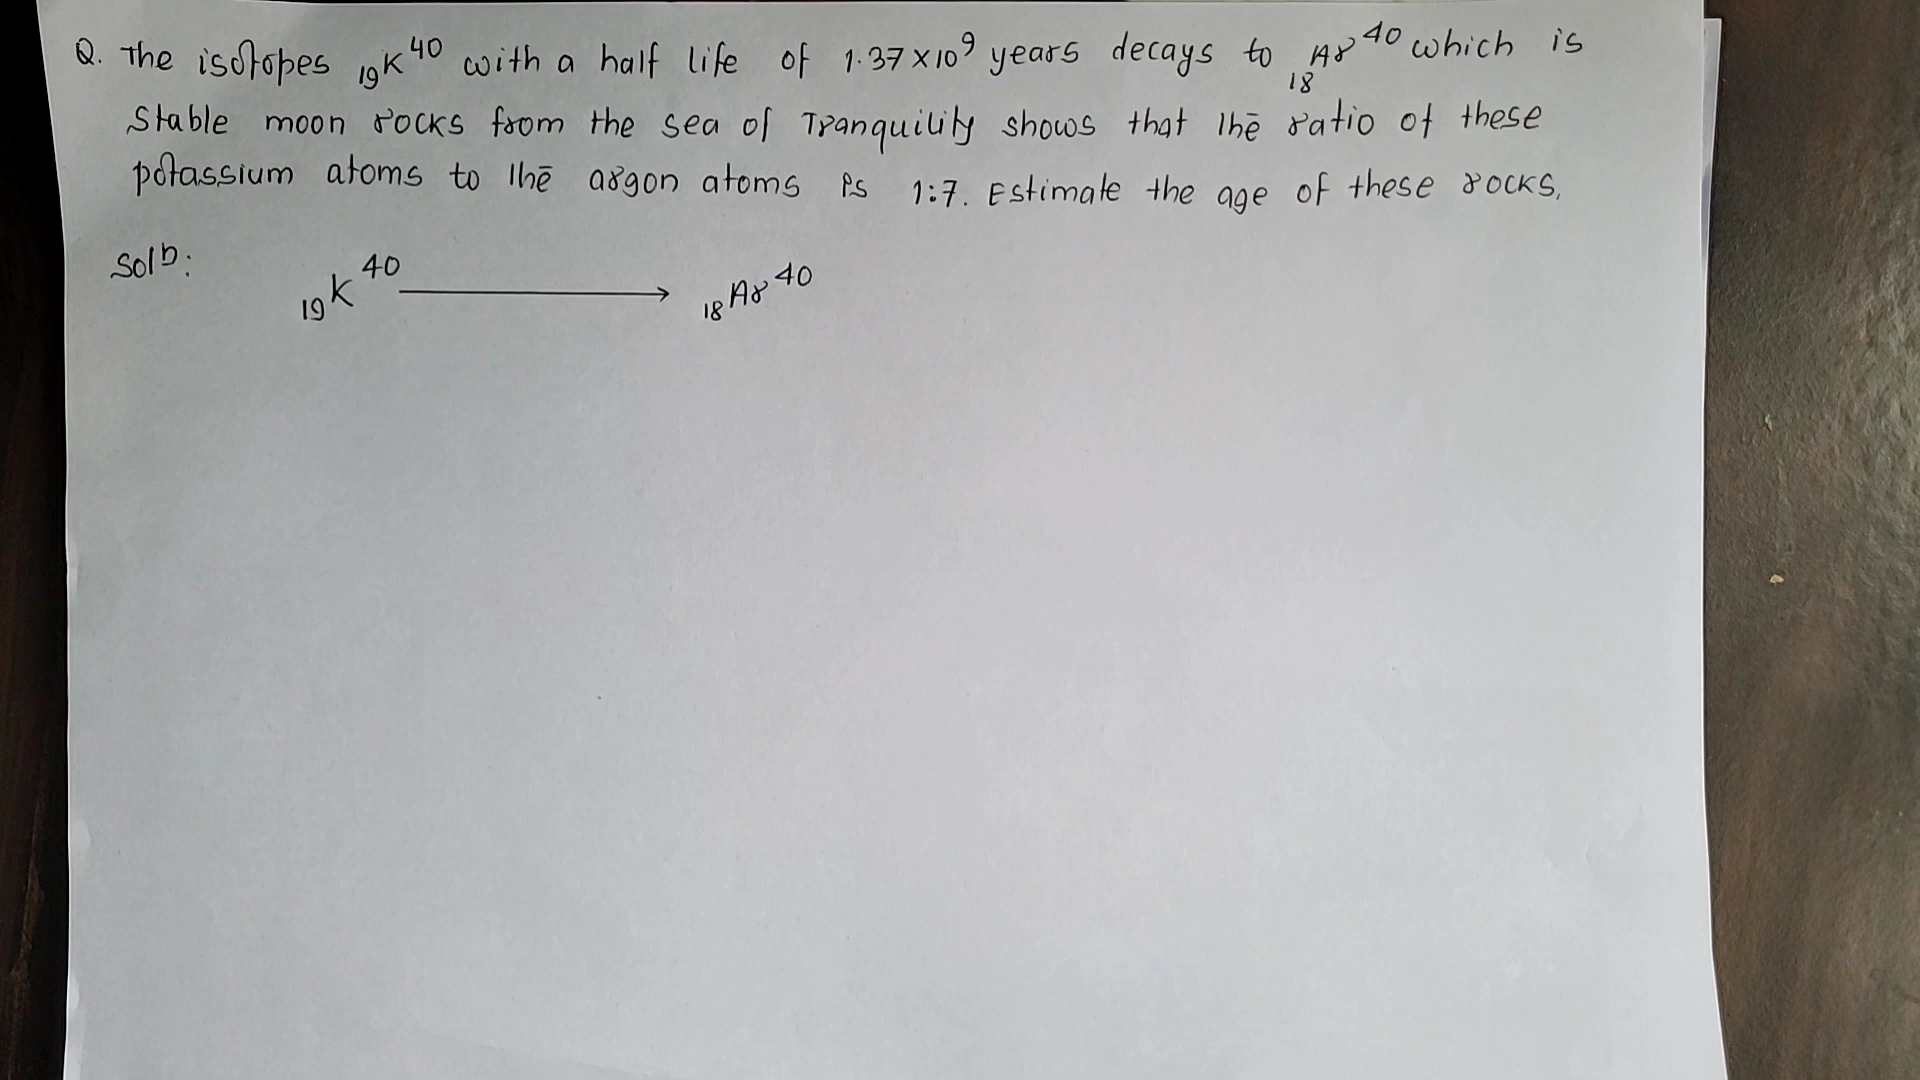 Q. The isotopes ₁₉K⁴⁰ with a half life of 1.37×10⁹ years decays to ₁₈Ar⁴⁰ which is
Stable moon rocks from the sea of Tranquility shows that the ratio of these
potassium atoms to the argon atoms is 1:7. Estimate the age of these rocks.
Solⁿ: ₁₉K⁴⁰ ⟶ ₁₈Ar⁴⁰